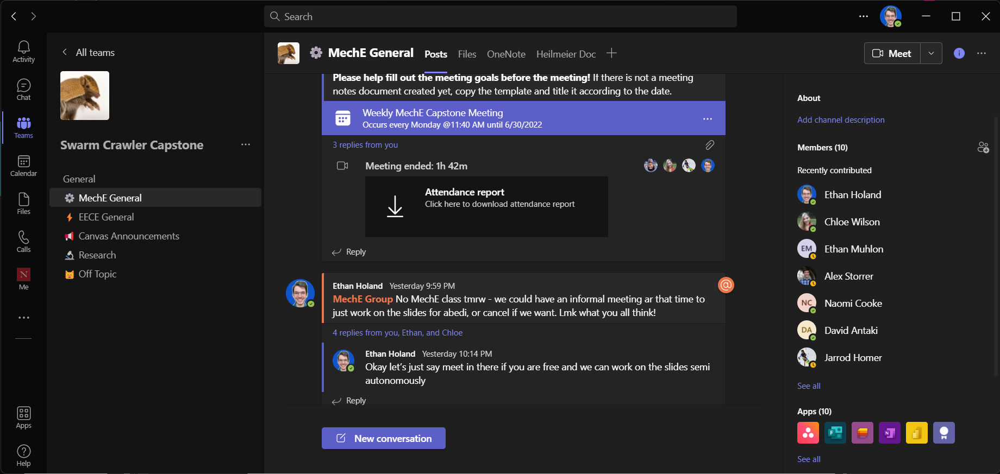 Search
Activity
Chat
Teams
Calendar
Files
Calls
N
Me
Apps
Help
All teams
Swarm Crawler Capstone
General
MechE General
EECE General
Canvas Announcements
Research
Off Topic
MechE General
Posts
Files
OneNote
Heilmeier Doc
Meet
Please help fill out the meeting goals before the meeting! If there is not a meeting
notes document created yet, copy the template and title it according to the date.
Weekly MechE Capstone Meeting
Occurs every Monday @11:40 AM until 6/30/2022
3 replies from you
Meeting ended: 1h 42m
Attendance report
Click here to download attendance report
Reply
Ethan Holand Yesterday 9:59 PM
@
MechE Group No MechE class tmrw - we could have an informal meeting ar that time to
just work on the slides for abedi, or cancel if we want. Lmk what you all think!
4 replies from you, Ethan, and Chloe
Ethan Holand Yesterday 10:14 PM
Okay let's just say meet in there if you are free and we can work on the slides semi
autonomously
Reply
New conversation
About
Add channel description
Members (10)
Recently contributed
Ethan Holand
Chloe Wilson
EM Ethan Muhlon
Alex Storrer
NC Naomi Cooke
DA David Antaki
Jarrod Homer
See all
Apps (10)
F
N
See all